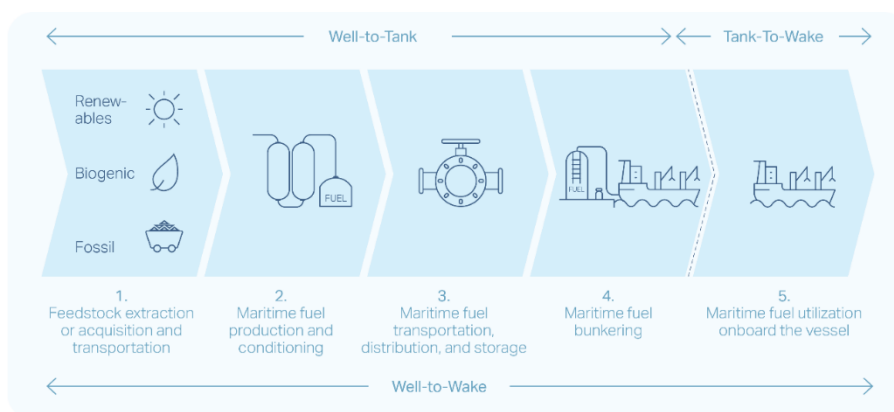 Well-to-Tank
Tank-To-Wake
Renew-
ables
Biogenic
Fossil
FUEL
FUEL
1.
Feedstock extraction
or acquisition and
transportation
2.
Maritime fuel
production and
conditioning
3.
Maritime fuel
transportation,
distribution, and storage
4.
Maritime fuel
bunkering
5.
Maritime fuel utilization
onboard the vessel
Well-to-Wake